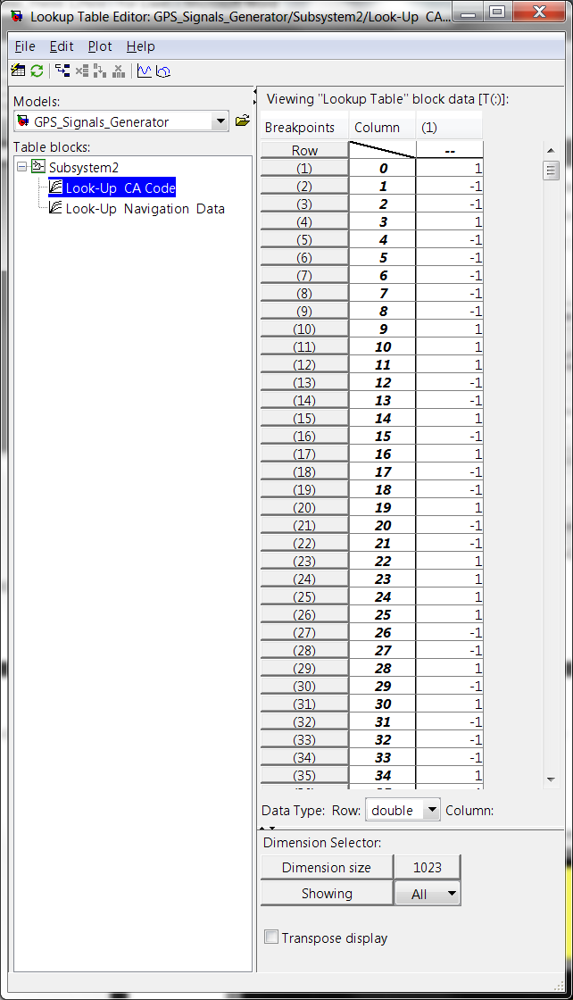 Lookup Table Editor: GPS_Signals_Generator/Subsystem2/Look-Up CA...
File Edit Plot Help
Models:
GPS_Signals_Generator
Table blocks:
Subsystem2
Look-Up CA Code
Look-Up Navigation Data
Viewing "Lookup Table" block data [T(:)]:
Breakpoints Column (1)
Row --
(1) 0 1
(2) 1 -1
(3) 2 -1
(4) 3 1
(5) 4 -1
(6) 5 -1
(7) 6 -1
(8) 7 -1
(9) 8 -1
(10) 9 1
(11) 10 1
(12) 11 1
(13) 12 -1
(14) 13 -1
(15) 14 1
(16) 15 -1
(17) 16 1
(18) 17 -1
(19) 18 -1
(20) 19 1
(21) 20 -1
(22) 21 -1
(23) 22 1
(24) 23 1
(25) 24 1
(26) 25 1
(27) 26 -1
(28) 27 -1
(29) 28 1
(30) 29 -1
(31) 30 1
(32) 31 -1
(33) 32 -1
(34) 33 -1
(35) 34 1
Data Type: Row: double Column:
Dimension Selector:
Dimension size 1023
Showing All
Transpose display